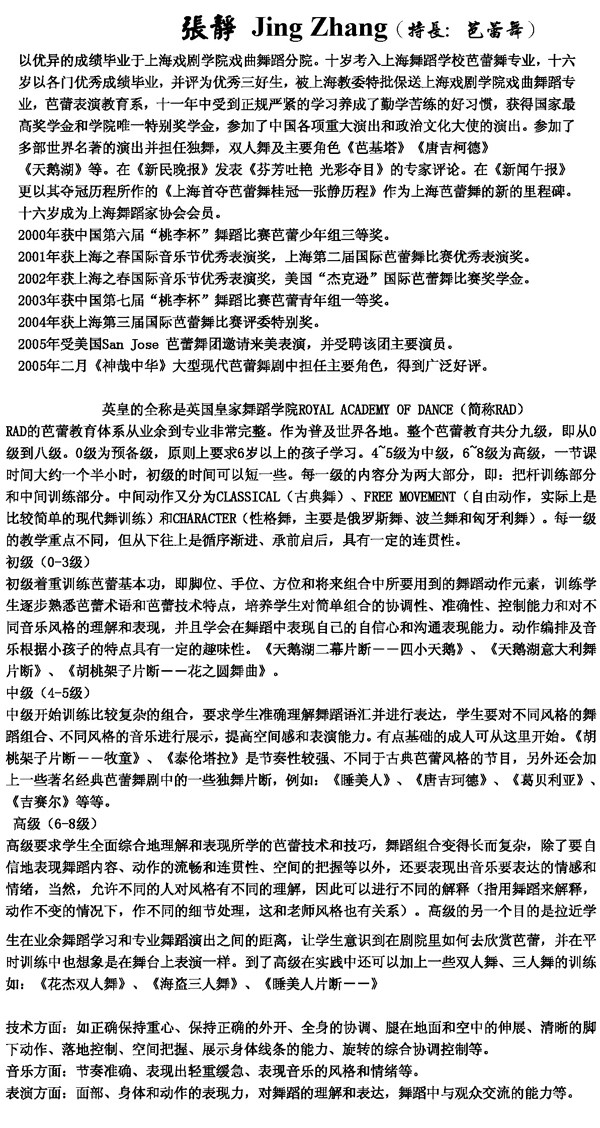 張靜 Jing Zhang（持長：芭蕾舞）
以优异的成绩毕业于上海戏剧学院戏曲舞蹈分院。十岁考入上海舞蹈学校芭蕾舞专业，十六
岁以各门优秀成绩毕业，并评为优秀三好生，被上海教委特批保送上海戏剧学院戏曲舞蹈专
业，芭蕾表演教育系，十一年中受到正规严紧的学习养成了勤学苦练的好习惯，获得国家最
高奖学金和学院唯一特别奖学金，参加了中国各项重大演出和政治文化大使的演出。参加了
多部世界名著的演出并担任独舞，双人舞及主要角色《芭基塔》《唐吉柯德》
《天鹅湖》等。在《新民晚报》发表《芬芳吐艳 光彩夺目》的专家评论。在《新闻午报》
更以其夺冠历程所作的《上海首夺芭蕾舞桂冠—张静历程》作为上海芭蕾舞的新的里程碑。
十六岁成为上海舞蹈家协会会员。
2000年获中国第六届“桃李杯”舞蹈比赛芭蕾少年组三等奖。
2001年获上海之春国际音乐节优秀表演奖，上海第二届国际芭蕾舞比赛优秀表演奖。
2002年获上海之春国际音乐节优秀表演奖，美国“杰克逊”国际芭蕾舞比赛奖学金。
2003年获中国第七届“桃李杯”舞蹈比赛芭蕾青年组一等奖。
2004年获上海第三届国际芭蕾舞比赛评委特别奖。
2005年受美国San Jose 芭蕾舞团邀请来美表演，并受聘该团主要演员。
2005年二月《神哉中华》大型现代芭蕾舞剧中担任主要角色，得到广泛好评。
英皇的全称是英国皇家舞蹈学院ROYAL ACADEMY OF DANCE（简称RAD）
RAD的芭蕾教育体系从业余到专业非常完整。作为普及世界各地。整个芭蕾教育共分九级，即从0
级到八级。0级为预备级，原则上要求6岁以上的孩子学习。4~5级为中级，6~8级为高级，一节课
时间大约一个半小时，初级的时间可以短一些。每一级的内容分为两大部分，即：把杆训练部分
和中间训练部分。中间动作又分为CLASSICAL（古典舞）、FREE MOVEMENT（自由动作，实际上是
比较简单的现代舞训练）和CHARACTER（性格舞，主要是俄罗斯舞、波兰舞和匈牙利舞）。每一级
的教学重点不同，但从下往上是循序渐进、承前启后，具有一定的连贯性。
初级（0-3级）
初级着重训练芭蕾基本功，即脚位、手位、方位和将来组合中所要用到的舞蹈动作元素，训练学
生逐步熟悉芭蕾术语和芭蕾技术特点，培养学生对简单组合的协调性、准确性、控制能力和对不
同音乐风格的理解和表现，并且学会在舞蹈中表现自己的自信心和沟通表现能力。动作编排及音
乐根据小孩子的特点具有一定的趣味性。《天鹅湖二幕片断－－四小天鹅》、《天鹅湖意大利舞
片断》、《胡桃架子片断－－花之圆舞曲》。
中级（4-5级）
中级开始训练比较复杂的组合，要求学生准确理解舞蹈语汇并进行表达，学生要对不同风格的舞
蹈组合、不同风格的音乐进行展示，提高空间感和表演能力。有点基础的成人可从这里开始。《胡
桃架子片断－－牧童》、《泰伦塔拉》是节奏性较强、不同于古典芭蕾风格的节目，另外还会加
上一些著名经典芭蕾舞剧中的一些独舞片断，例如：《睡美人》、《唐吉珂德》、《葛贝利亚》、
《吉赛尔》等等。
高级（6-8级）
高级要求学生全面综合地理解和表现所学的芭蕾技术和技巧，舞蹈组合变得长而复杂，除了要自
信地表现舞蹈内容、动作的流畅和连贯性、空间的把握等以外，还要表现出音乐要表达的情感和
情绪，当然，允许不同的人对风格有不同的理解，因此可以进行不同的解释（指用舞蹈来解释，
动作不变的情况下，作不同的细节处理，这和老师风格也有关系）。高级的另一个目的是拉近学
生在业余舞蹈学习和专业舞蹈演出之间的距离，让学生意识到在剧院里如何去欣赏芭蕾，并在平
时训练中也想象是在舞台上表演一样。到了高级在实践中还可以加上一些双人舞、三人舞的训练
如：《花杰双人舞》、《海盗三人舞》、《睡美人片断－－》
技术方面：如正确保持重心、保持正确的外开、全身的协调、腿在地面和空中的伸展、清晰的脚
下动作、落地控制、空间把握、展示身体线条的能力、旋转的综合协调控制等。
音乐方面：节奏准确、表现出轻重缓急、表现音乐的风格和情绪等。
表演方面：面部、身体和动作的表现力，对舞蹈的理解和表达，舞蹈中与观众交流的能力等。